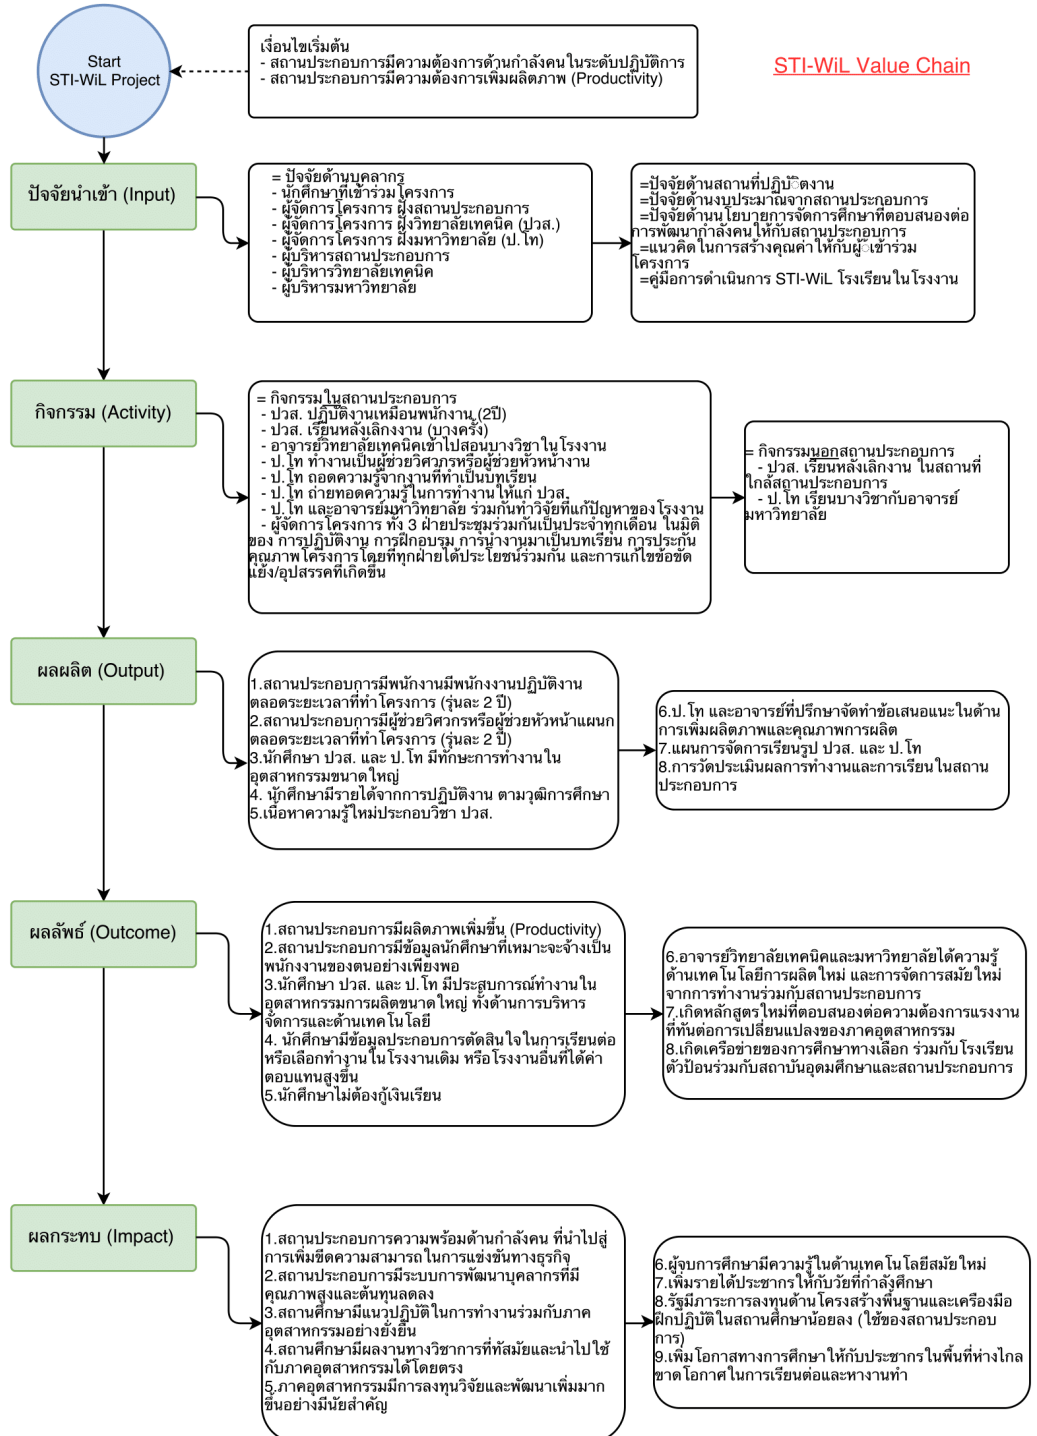 Start
STI-WiL Project
เงื่อนไขเริ่มต้น
- สถานประกอบการมีความต้องการด้านกำลังคนในระดับปฏิบัติการ
- สถานประกอบการมีความต้องการเพิ่มผลิตภาพ (Productivity)
STI-WiL Value Chain
ปัจจัยนำเข้า (Input)
= ปัจจัยด้านบุคลากร
- นักศึกษาที่เข้าร่วมโครงการ
- ผู้จัดการโครงการ ฝั่งสถานประกอบการ
- ผู้จัดการโครงการ ฝั่งวิทยาลัยเทคนิค (ปวส.)
- ผู้จัดการโครงการ ฝั่งมหาวิทยาลัย (ป.โท)
- ผู้บริหารสถานประกอบการ
- ผู้บริหารวิทยาลัยเทคนิค
- ผู้บริหารมหาวิทยาลัย
=ปัจจัยด้านสถานที่ปฏิบัิตงาน
=ปัจจัยด้านงบประมาณจากสถานประกอบการ
=ปัจจัยด้านนโยบายการจัดการศึกษาที่ตอบสนองต่อ
การพัฒนากำลังคนให้กับสถานประกอบการ
=แนวคิดในการสร้างคุณค่าให้กับผู้้เข้าร่วม
โครงการ
=คู่มือการดำเนินการ STI-WiL โรงเรียนในโรงงาน
กิจกรรม (Activity)
= กิจกรรมในสถานประกอบการ
- ปวส. ปฏิบัติงานเหมือนพนักงาน (2ปี)
- ปวส. เรียนหลังเลิกงงาน (บางครั้ง)
- อาจารย์วิทยาลัยเทคนิคเข้าไปสอนบางวิชาในโรงงาน
- ป.โท ทำงานเป็นผู้ช่วยวิศวกรหรือผู้ช่วยหัวหน้างาน
- ป.โท ถอดความรู้จากงานที่ทำเป็นบทเรียน
- ป.โท ถ่ายทอดความรู้ในการทำงานให้แก่ ปวส.
- ป.โท และอาจารย์มหาวิทยาลัย ร่วมกันทำวิจัยที่แก้ปัญหาของโรงงาน
- ผู้จัดการโครงการ ทั้ง 3 ฝ่ายประชุมร่วมกันเป็นประจำทุกเดือน ในมิติ
ของ การปฏิบัติงาน การฝึกอบรม การนำงานมาเป็นบทเรียน การประกัน
คุณภาพโครงการโดยที่ทุกฝ่ายได้ประโยชน์ร่วมกัน และการแก้ไขข้อขัด
แย้ง/อุปสรรคที่เกิดขึ้น
= กิจกรรมนอกสถานประกอบการ
- ปวส. เรียนหลังเลิกงาน ในสถานที่
ใกล้สถานประกอบการ
- ป.โท เรียนบางวิชากับอาจารย์
มหาวิทยาลัย
ผลผลิต (Output)
1.สถานประกอบการมีพนักงานมีพนักงงานปฏิบัติงาน
ตลอดระยะเวลาที่ทำโครงการ (รุ่นละ 2 ปี)
2.สถานประกอบการมีผู้ช่วยวิศวกรหรือผู้ช่วยหัวหน้าแผนก
ตลอดระยะเวลาที่ทำโครงการ (รุ่นละ 2 ปี)
3.นักศึกษา ปวส. และ ป.โท มีทักษะการทำงานใน
อุตสาหกรรมขนาดใหญ่
4. นักศึกษามีรายได้จากการปฏิบัติงาน ตามวุฒิการศึกษา
5.เนื้อหาความรู้ใหม่ประกอบวิชา ปวส.
6.ป.โท และอาจารย์ที่ปรึกษาจัดทำข้อเสนอแนะในด้าน
การเพิ่มผลิตภาพและคุณภาพการผลิต
7.แผนการจัดการเรียนรูป ปวส. และ ป.โท
8.การวัดประเมินผลการทำงานและการเรียนในสถาน
ประกอบการ
ผลลัพธ์ (Outcome)
1.สถานประกอบการมีผลิตภาพเพิ่มขึ้น (Productivity)
2.สถานประกอบการมีข้อมูลนักศึกษาที่เหมาะจะจ้างเป็น
พนักงงานของตนอย่างเพียงพอ
3.นักศึกษา ปวส. และ ป.โท มีประสบการณ์ทำงานใน
อุตสาหกรรมการผลิตขนาดใหญ่ ทั้งด้านการบริหาร
จัดการและด้านเทคโนโลยี
4. นักศึกษามีข้อมูลประกอบการตัดสินใจในการเรียนต่อ
หรือเลือกทำงานในโรงงานเดิม หรือโรงงานอื่นที่ได้ค่า
ตอบแทนสูงขึ้น
5.นักศึกษาไม่ต้องกู้เงินเรียน
6.อาจารย์วิทยาลัยเทคนิคและมหาวิทยาลัยได้ความรู้
ด้านเทคโนโลยีการผลิตใหม่ และการจัดการสมัยใหม่
จากการทำงานร่วมกับสถานประกอบการ
7.เกิดหลักสูตรใหม่ที่ตอบสนองต่อความต้องการแรงงาน
ที่ทันต่อการเปลี่ยนแปลงของภาคอุตสาหกรรม
8.เกิดเครือข่ายของการศึกษาทางเลือก ร่วมกับโรงเรียน
ตัวป้อนร่วมกับสถาบันอุดมศึกษาและสถานประกอบการ
ผลกระทบ (Impact)
1.สถานประกอบการความพร้อมด้านกำลังคน ที่นำไปสู่
การเพิ่มขีดความสามารถในการแข่งขันทางธุรกิจ
2.สถานประกอบการมีระบบการพัฒนาบุคลากรที่มี
คุณภาพสูงและต้นทุนลดลง
3.สถานศึกษามีแนวปฏิบัติในการทำงานร่วมกับภาค
อุตสาหกรรมอย่างยั่งยืน
4.สถานศึกษามีผลงานทางวิชาการที่ทัสมัยและนำไปใช้
กับภาคอุตสาหกรรมได้โดยตรง
5.ภาคอุตสาหกรรมมีการลงทุนวิจัยและพัฒนาเพิ่มมาก
ขึ้นอย่างมีนัยสำคัญ
6.ผู้จบการศึกษามีความรู้ในด้านเทคโนโลยีสมัยใหม่
7.เพิ่มรายได้ประชากรให้กับวัยที่กำลังศึกษา
8.รัฐมีภาระการลงทุนด้านโครงสร้างพื้นฐานและเครื่องมือ
ฝึกปฏิบัติในสถานศึกษาน้อยลง (ใช้ของสถานประกอบ
การ)
9.เพิ่มโอกาสทางการศึกษาให้กับประชากรในพื้นที่ห่างไกล
ขาดโอกาสในการเรียนต่อและหางานทำ